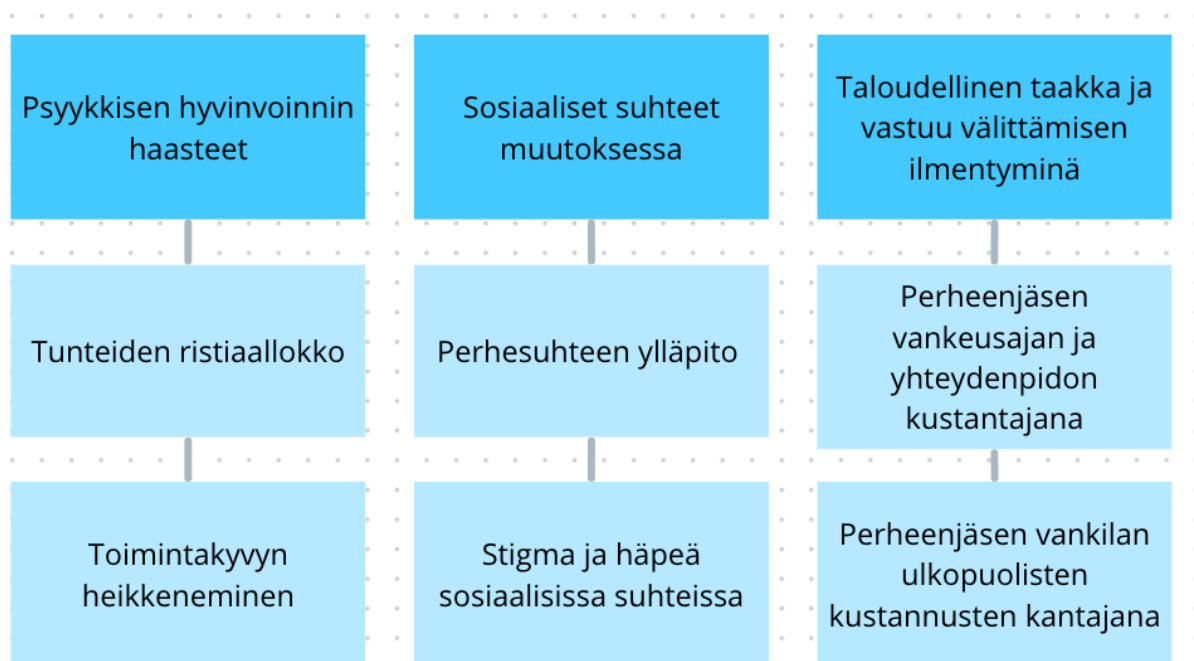 Psyykkisen hyvinvoinnin
haasteet
Sosiaaliset suhteet
muutoksessa
Taloudellinen taakka ja
vastuu välittämisen
ilmentyminä
Tunteiden ristiaallokko
Perhesuhteen ylläpito
Perheenjäsen
vankeusajan ja
yhteydenpidon
kustantajana
Toimintakyvyn
heikkeneminen
Stigma ja häpeä
sosiaalisissa suhteissa
Perheenjäsen vankilan
ulkopuolisten
kustannusten kantajana